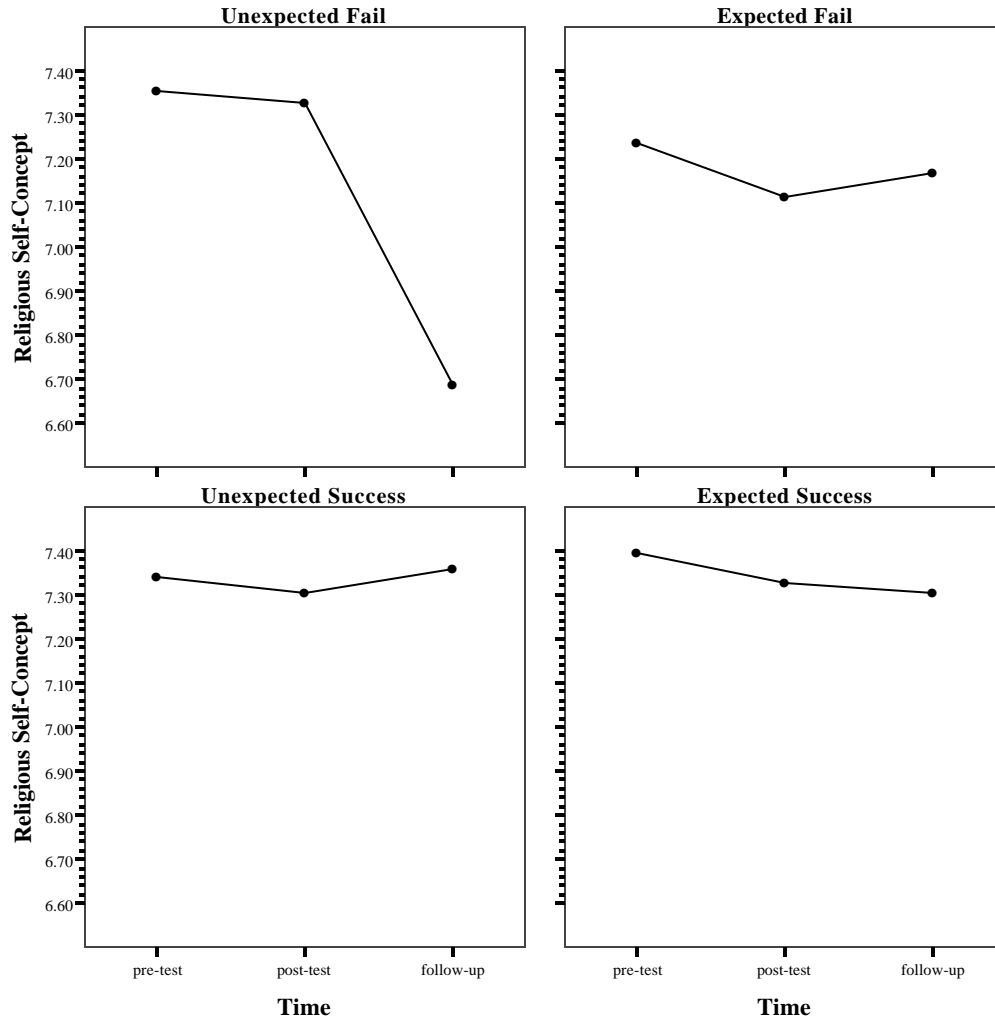 Unexpected Fail
Expected Fail
Religious Self-Concept
7.40
7.30
7.20
7.10
7.00
6.90
6.80
6.70
6.60
Unexpected Success
Expected Success
Religious Self-Concept
7.40
7.30
7.20
7.10
7.00
6.90
6.80
6.70
6.60
pre-test post-test follow-up
pre-test post-test follow-up
Time
Time